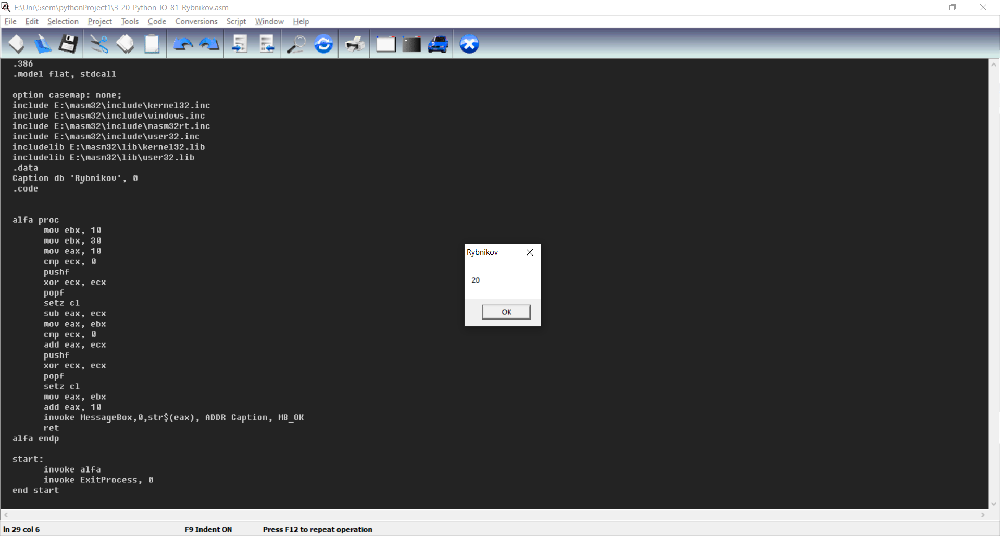 E:\Uni\5sem\pythonProject1\3-20-Python-IO-81-Rybnikov.asm
File Edit Selection Project Tools Code Conversions Script Window Help
.386
.model flat, stdcall
option casemap: none;
include E:\masm32\include\kernel32.inc
include E:\masm32\include\windows.inc
include E:\masm32\include\masm32rt.inc
include E:\masm32\include\user32.inc
includelib E:\masm32\lib\kernel32.lib
includelib E:\masm32\lib\user32.lib
.data
Caption db 'Rybnikov', 0
.code
alfa proc
mov ebx, 10
mov ebx, 30
mov eax, 10
cmp ecx, 0
pushf
xor ecx, ecx
popf
setz cl
sub eax, ecx
mov eax, ebx
cmp ecx, 0
add eax, ecx
pushf
xor ecx, ecx
popf
setz cl
mov eax, ebx
add eax, 10
invoke MessageBox,0,str$(eax), ADDR Caption, MB_OK
ret
alfa endp
start:
invoke alfa
invoke ExitProcess, 0
end start
Rybnikov
20
OK
ln 29 col 6 F9 Indent ON Press F12 to repeat operation